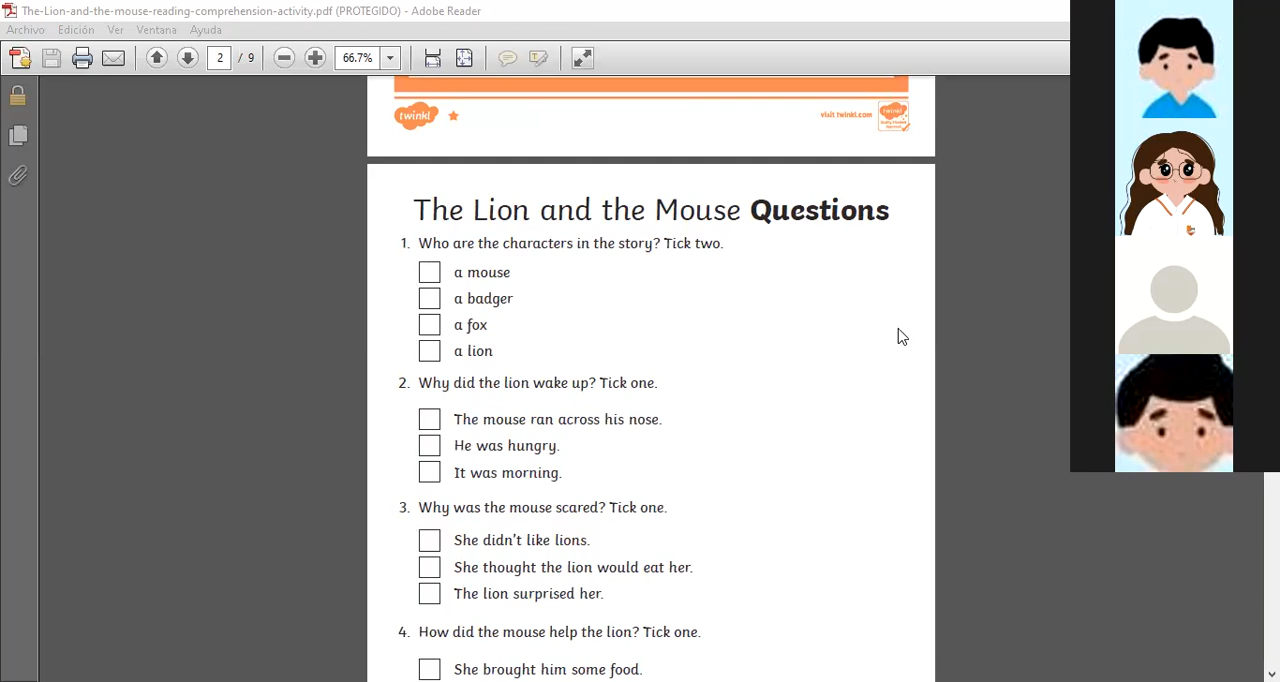 The-Lion-and-the-mouse-reading-comprehension-activity.pdf (PROTEGIDO) - Adobe Reader
Archivo Edición Ver Ventana Ayuda
2 / 9 66.7%
twinkl visit twinkl.com twinkl
The Lion and the Mouse Questions
1. Who are the characters in the story? Tick two.
a mouse
a badger
a fox
a lion
2. Why did the lion wake up? Tick one.
The mouse ran across his nose.
He was hungry.
It was morning.
3. Why was the mouse scared? Tick one.
She didn't like lions.
She thought the lion would eat her.
The lion surprised her.
4. How did the mouse help the lion? Tick one.
She brought him some food.